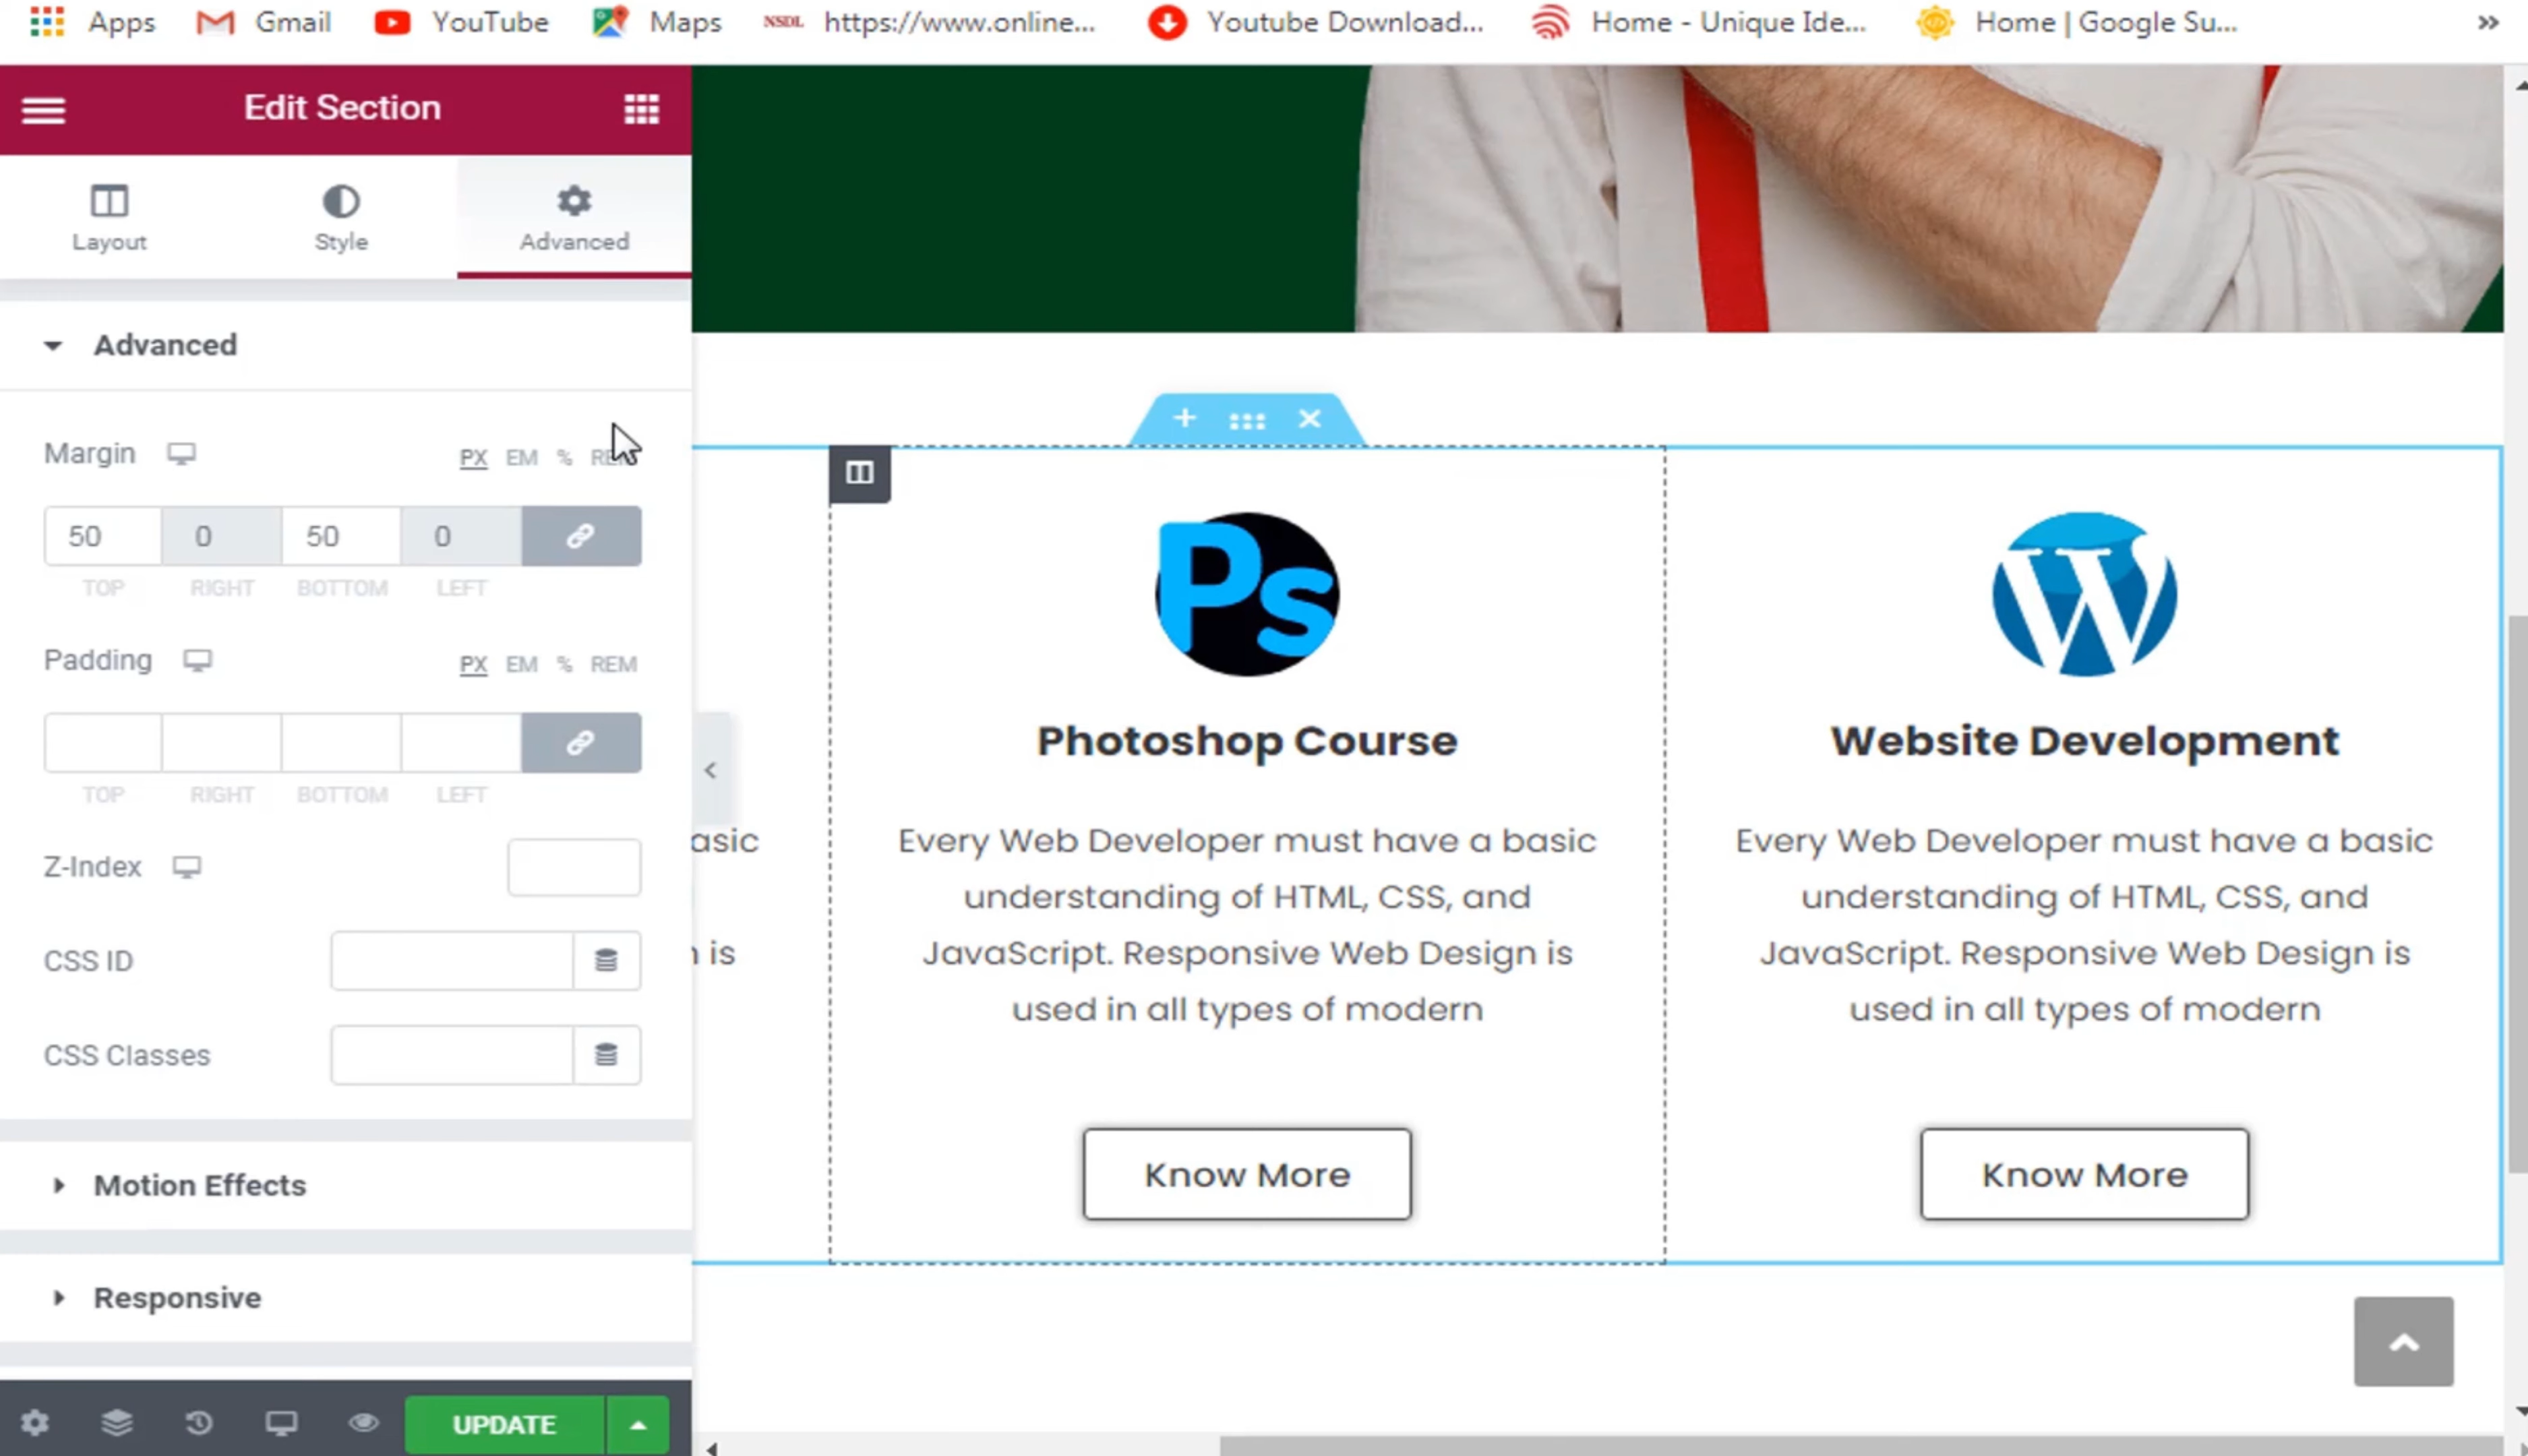 Apps Gmail YouTube Maps NSDL https://www.online... Youtube Download... Home - Unique Ide... Home | Google Su... »
Edit Section
Layout Style Advanced
Advanced
Margin PX EM %
50 0 50 0
TOP RIGHT BOTTOM LEFT
Padding PX EM % REM
TOP RIGHT BOTTOM LEFT
Z-Index
CSS ID
CSS Classes
Motion Effects
Responsive
UPDATE
asic
n is
Ps
Photoshop Course
Every Web Developer must have a basic
understanding of HTML, CSS, and
JavaScript. Responsive Web Design is
used in all types of modern
Know More
W
Website Development
Every Web Developer must have a basic
understanding of HTML, CSS, and
JavaScript. Responsive Web Design is
used in all types of modern
Know More